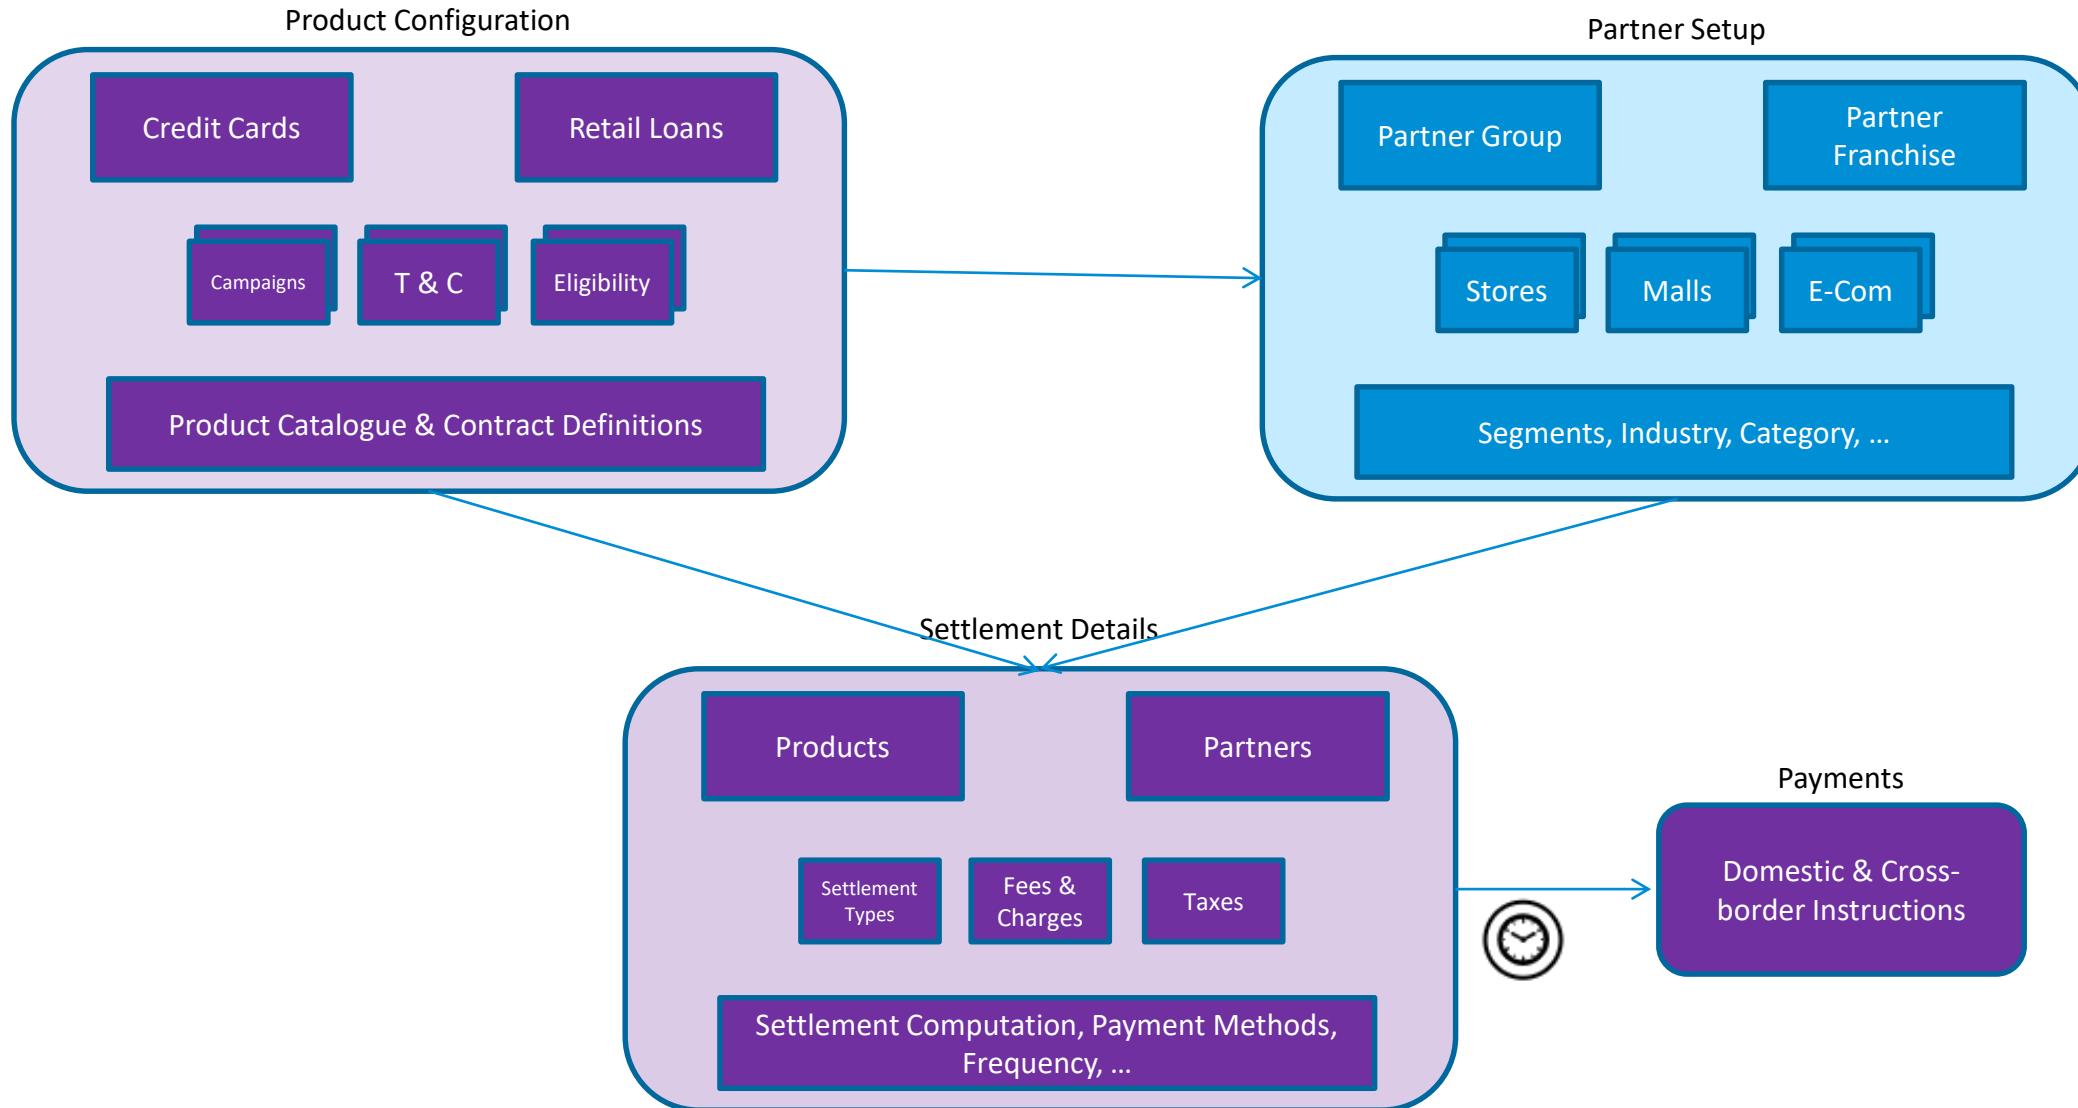 Product Configuration
Credit Cards
Retail Loans
Campaigns
T & C
Eligibility
Product Catalogue & Contract Definitions
Partner Setup
Partner Group
Partner
Franchise
Stores
Malls
E-Com
Segments, Industry, Category, ...
Settlement Details
Products
Partners
Settlement
Types
Fees &
Charges
Taxes
Settlement Computation, Payment Methods,
Frequency, ...
Payments
Domestic & Cross-
border Instructions